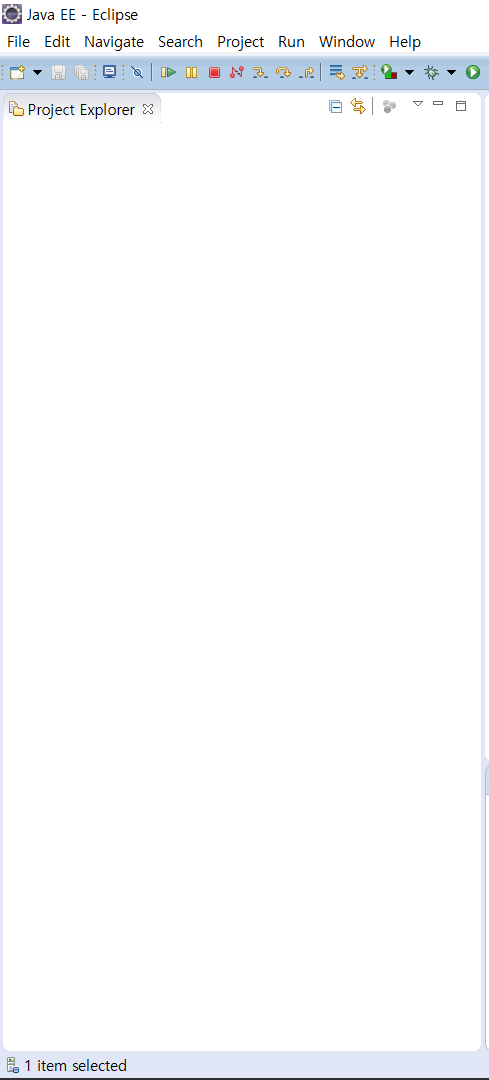 Java EE - Eclipse
File Edit Navigate Search Project Run Window Help
Project Explorer
1 item selected